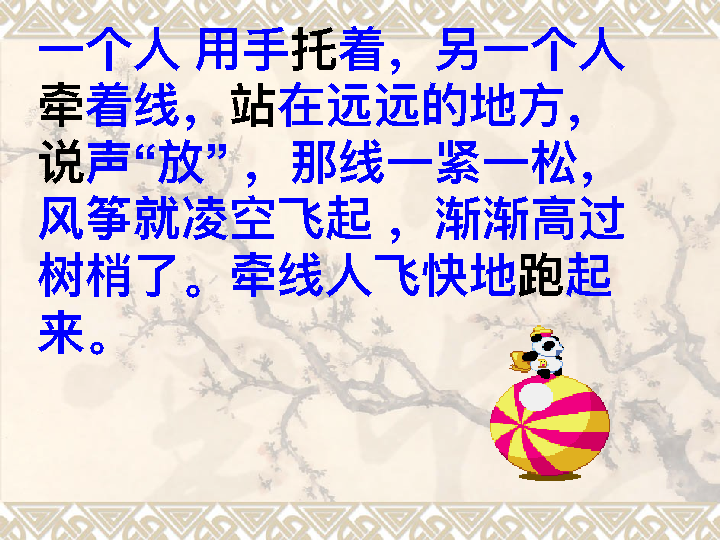 一个人 用手托着，另一个人
牵着线，站在远远的地方，
说声“放”，那线一紧一松，
风筝就凌空飞起，渐渐高过
树梢了。牵线人飞快地跑起
来。